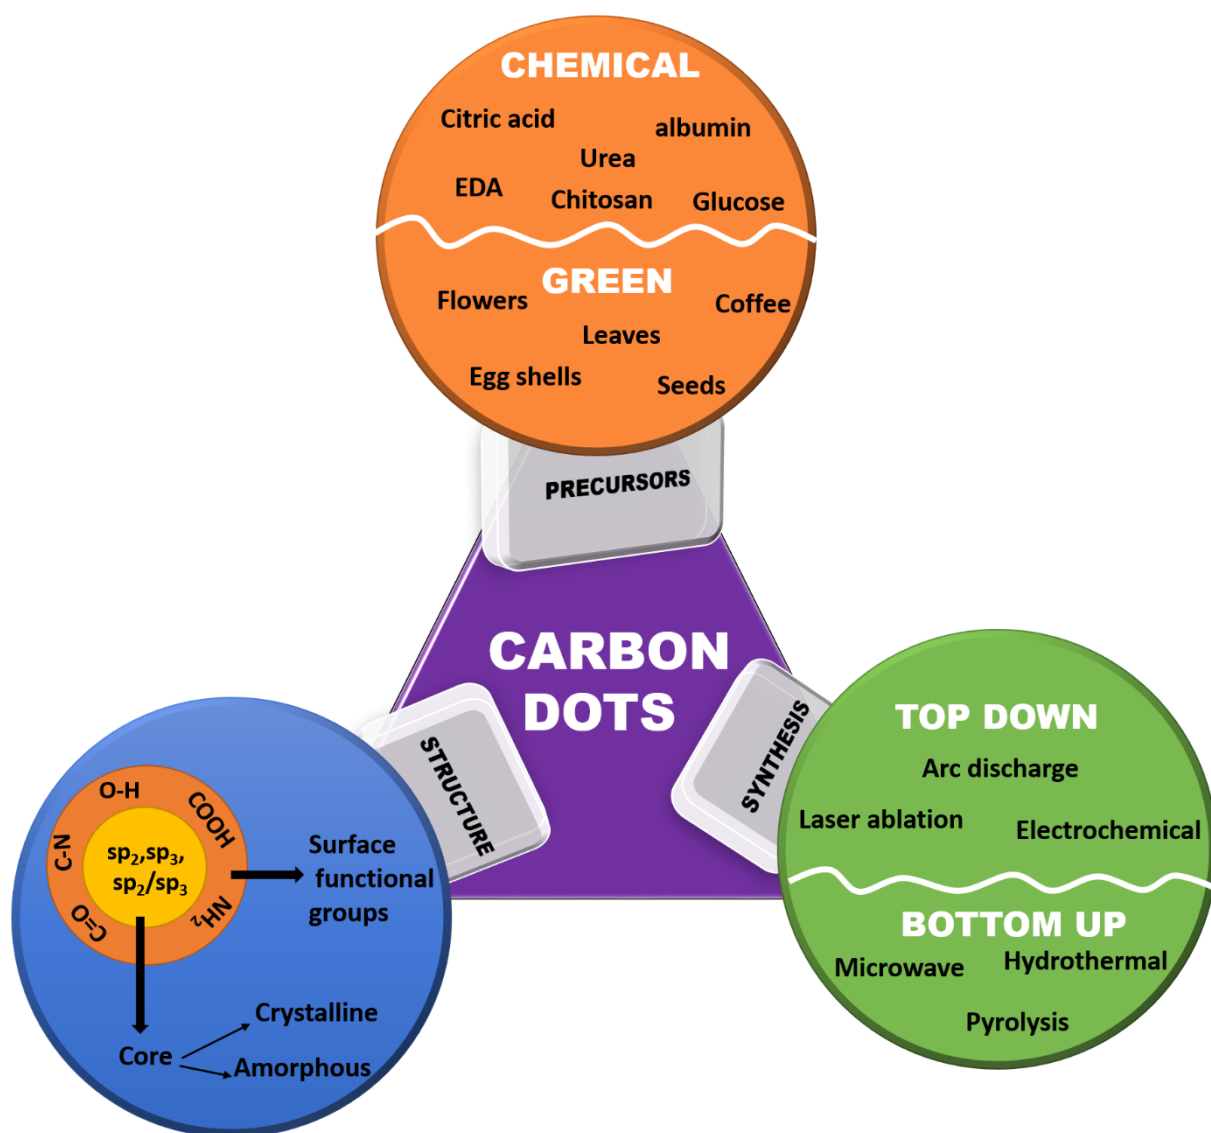 CHEMICAL
Citric acid
albumin
Urea
EDA
Chitosan
Glucose
GREEN
Flowers
Coffee
Leaves
Egg shells
Seeds
PRECURSORS
CARBON
DOTS
STRUCTURE
SYNTHESIS
O-H
COOH
C-N
sp₂,sp₃,
sp₂/sp₃
C=O
NH₂
Surface
functional
groups
Core
Crystalline
Amorphous
TOP DOWN
Arc discharge
Laser ablation
Electrochemical
BOTTOM UP
Microwave
Hydrothermal
Pyrolysis